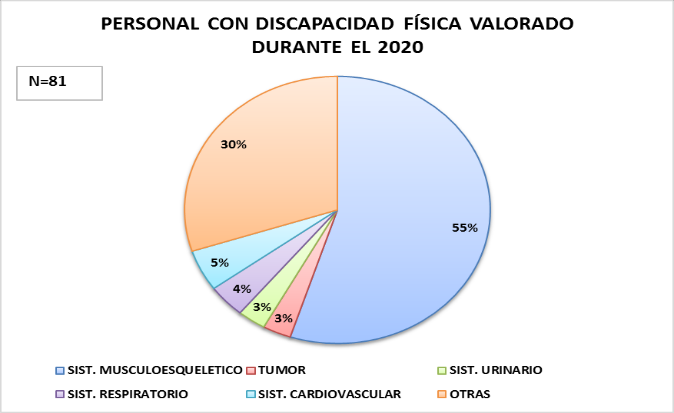 PERSONAL CON DISCAPACIDAD FÍSICA VALORADO
DURANTE EL 2020
N=81
30%
55%
5%
4%
3%
3%
SIST. MUSCULOESQUELETICO TUMOR SIST. URINARIO
SIST. RESPIRATORIO SIST. CARDIOVASCULAR OTRAS